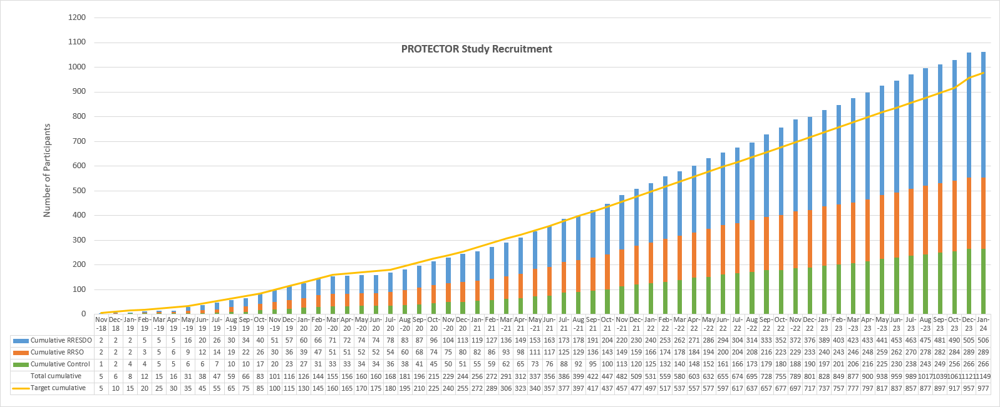 1200
1100
PROTECTOR Study Recruitment
1000
900
800
700
600
500
400
300
200
100
0
Number of Participants
Nov Dec- Jan- Feb- Mar Apr- May Jun- Jul- Aug Sep- Oct- Nov Dec- Jan- Feb- Mar Apr- May Jun- Jul- Aug Sep- Oct- Nov Dec- Jan- Feb- Mar Apr- May Jun- Jul- Aug Sep- Oct- Nov Dec- Jan- Feb- Mar Apr- May Jun- Jul- Aug Sep- Oct- Nov Dec- Jan- Feb- Mar Apr- May Jun- Jul- Aug Sep- Oct- Dec- Jan-
-18 18 19 19 -19 19 -19 19 19 -19 19 19 -19 19 20 20 -20 20 -20 20 20 -20 20 20 -20 20 21 21 -21 21 -21 21 21 -21 21 21 -21 21 22 22 -22 22 -22 22 22 -22 22 22 -22 22 23 23 -23 23 -23 23 23 -23 23 23 23 24
Cumulative RRESDO 2 2 2 5 5 5 16 20 26 30 34 40 51 57 60 66 71 72 74 74 78 83 87 96 104 113 119 127 136 149 153 163 173 178 191 204 220 230 240 253 262 271 286 294 304 314 333 352 372 376 389 403 423 433 441 453 463 475 481 490 505 506
Cumulative RRSO 2 2 2 3 5 6 9 12 14 19 22 26 30 36 39 47 51 51 52 52 54 60 68 74 75 80 82 86 93 98 111 117 125 129 136 143 149 159 166 174 178 184 194 200 204 208 216 223 229 235 242 240 243 246 248 259 262 270 278 282 284 289 289
Cumulative Control 1 2 4 4 5 5 6 6 7 10 10 17 20 23 27 31 33 33 34 34 36 38 41 45 50 51 55 59 62 65 73 76 88 92 95 100 113 120 125 132 140 148 152 161 166 173 179 180 188 190 197 201 206 216 225 230 238 243 249 256 266 266
Total cumulative 5 6 8 12 15 16 31 38 47 59 66 83 101 116 126 144 155 156 160 160 168 181 196 215 229 244 256 272 291 312 337 356 386 399 422 447 482 509 531 559 580 603 632 655 674 695 728 755 789 801 828 849 877 900 938 959 989 1017 1039 1061 1121 1149
Target cumulative 5 10 15 20 25 30 35 45 55 65 75 85 100 115 130 145 160 165 170 175 180 195 210 225 240 255 272 289 306 323 340 357 377 397 417 437 457 477 497 517 537 557 577 597 617 637 657 677 697 717 737 757 777 797 817 837 857 877 897 917 957 977